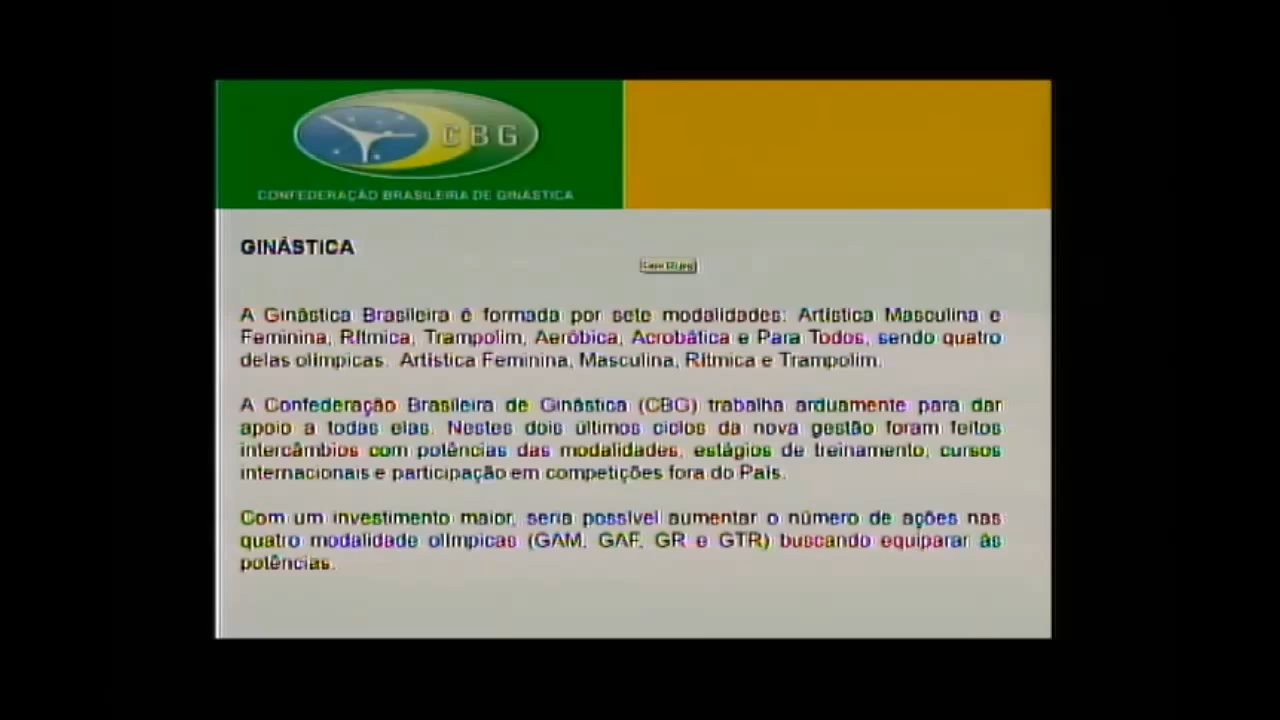 CBG
CONFEDERAÇÃO BRASILEIRA DE GINÁSTICA
GINÁSTICA
A Ginástica Brasileira é formada por sete modalidades: Artística Masculina e
Feminina, Rítmica, Trampolim, Aeróbica, Acrobática e Para Todos, sendo quatro
delas olímpicas. Artística Feminina, Masculina, Rítmica e Trampolim.
A Confederação Brasileira de Ginástica (CBG) trabalha arduamente para dar
apoio a todas elas. Nestes dois últimos ciclos da nova gestão foram feitos
intercâmbios com potências das modalidades, estágios de treinamento, cursos
internacionais e participação em competições fora do País.
Com um investimento maior, seria possível aumentar o número de ações nas
quatro modalidade olímpicas (GAM, GAF, GR e GTR) buscando equiparar às
potências.